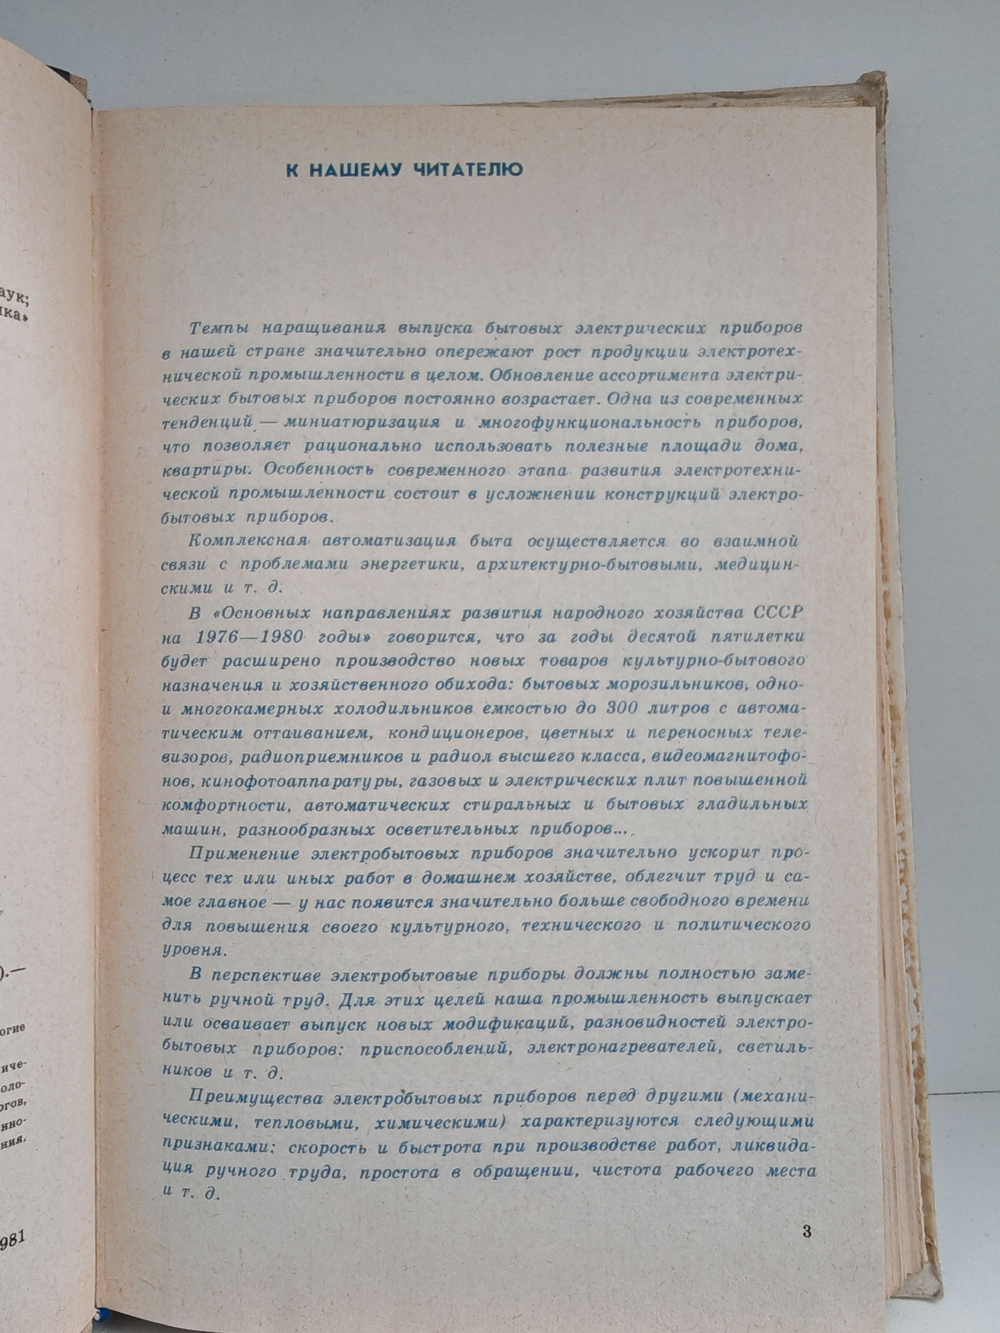 аук;
ика»
).—
огие
иче-
оло-
огов,
нно-
ния.
981
К НАШЕМУ ЧИТАТЕЛЮ
Темпы наращивания выпуска бытовых электрических приборов
в нашей стране значительно опережают рост продукции электротех-
нической промышленности в целом. Обновление ассортимента электри-
ческих бытовых приборов постоянно возрастает. Одна из современных
тенденций — миниатюризация и многофункциональность приборов,
что позволяет рационально использовать полезные площади дома,
квартиры. Особенность современного этапа развития электротехни-
ческой промышленности состоит в усложнении конструкций электро-
бытовых приборов.
Комплексная автоматизация быта осуществляется во взаимной
связи с проблемами энергетики, архитектурно-бытовыми, медицин-
скими и т. д.
В «Основных направлениях развития народного хозяйства СССР
на 1976—1980 годы» говорится, что за годы десятой пятилетки
будет расширено производство новых товаров культурно-бытового
назначения и хозяйственного обихода: бытовых морозильников, одно-
и многокамерных холодильников емкостью до 300 литров с автома-
тическим оттаиванием, кондиционеров, цветных и переносных теле-
визоров, радиоприемников и радиол высшего класса, видеомагнитофо-
нов, кинофотоаппаратуры, газовых и электрических плит повышенной
комфортности, автоматических стиральных и бытовых гладильных
машин, разнообразных осветительных приборов...
Применение электробытовых приборов значительно ускорит про-
цесс тех или иных работ в домашнем хозяйстве, облегчит труд и са-
мое главное — у нас появится значительно больше свободного времени
для повышения своего культурного, технического и политического
уровня.
В перспективе электробытовые приборы должны полностью заме-
нить ручной труд. Для этих целей наша промышленность выпускает
или осваивает выпуск новых модификаций, разновидностей электро-
бытовых приборов: приспособлений, электронагревателей, светиль-
ников и т. д.
Преимущества электробытовых приборов перед другими (механи-
ческими, тепловыми, химическими) характеризуются следующими
признаками: скорость и быстрота при производстве работ, ликвида-
ция ручного труда, простота в обращении, чистота рабочего места
и т. д.
3